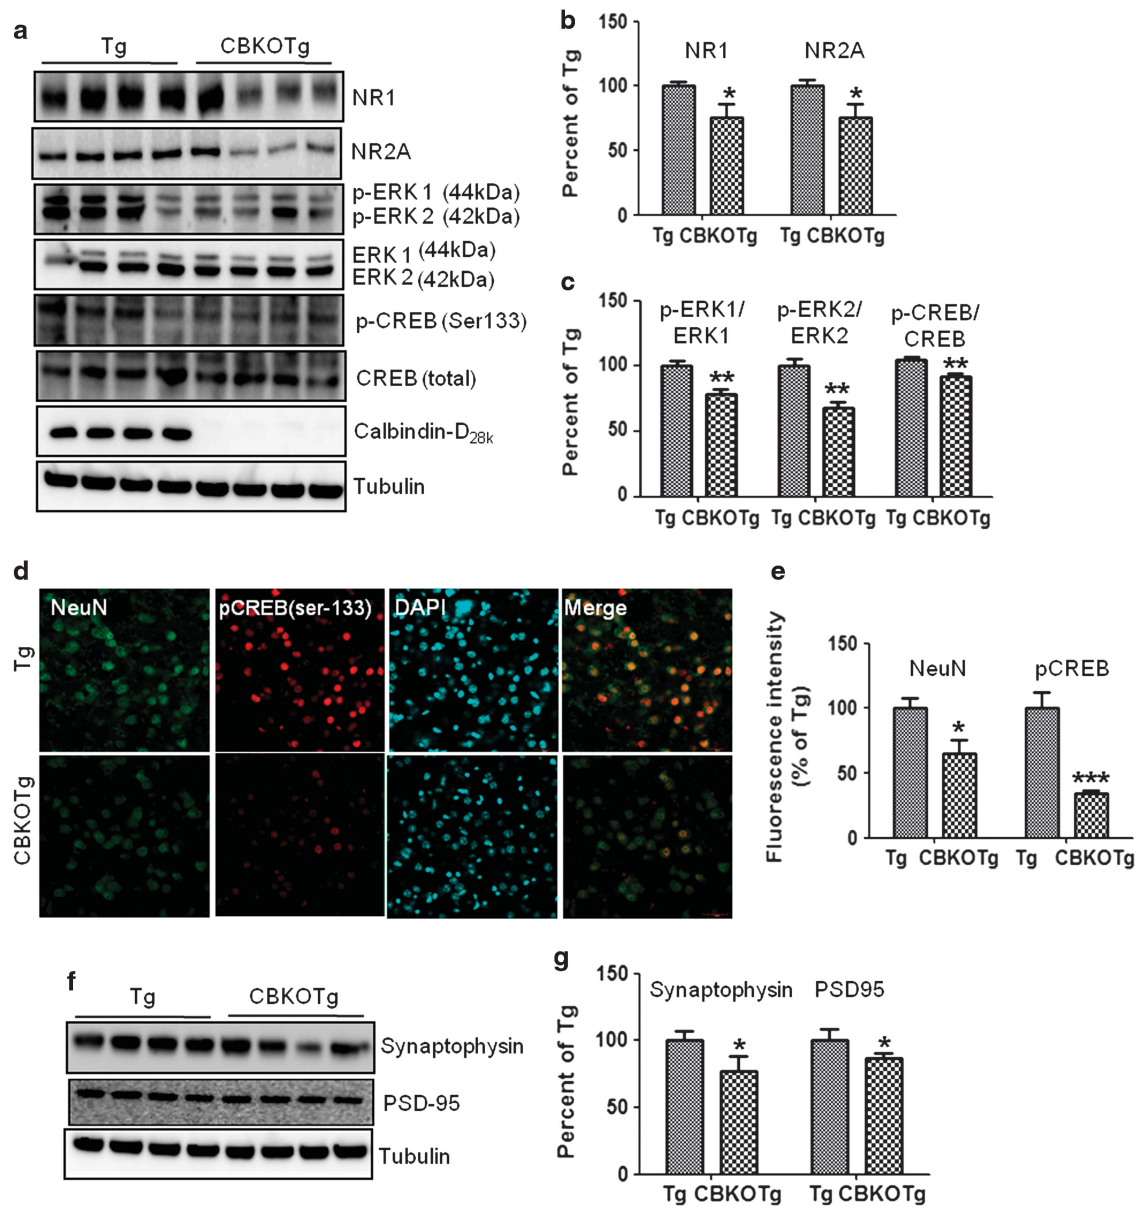 a
Tg CBKOTg
NR1
NR2A
p-ERK 1 (44kDa)
p-ERK 2 (42kDa)
ERK 1 (44kDa)
ERK 2 (42kDa)
p-CREB (Ser133)
CREB (total)
Calbindin-D28k
Tubulin
b
Percent of Tg
150
100
50
0
NR1 NR2A
* *
Tg CBKOTg Tg CBKOTg
c
Percent of Tg
150
100
50
0
p-ERK1/ERK1 p-ERK2/ERK2 p-CREB/CREB
** ** **
Tg CBKOTg Tg CBKOTg Tg CBKOTg
d
NeuN pCREB(ser-133) DAPI Merge
Tg
CBKOTg
e
Fluorescence intensity
(% of Tg)
150
100
50
0
NeuN pCREB
* ***
Tg CBKOTg Tg CBKOTg
f
Tg CBKOTg
Synaptophysin
PSD-95
Tubulin
g
Percent of Tg
150
100
50
0
Synaptophysin PSD95
* *
Tg CBKOTg Tg CBKOTg